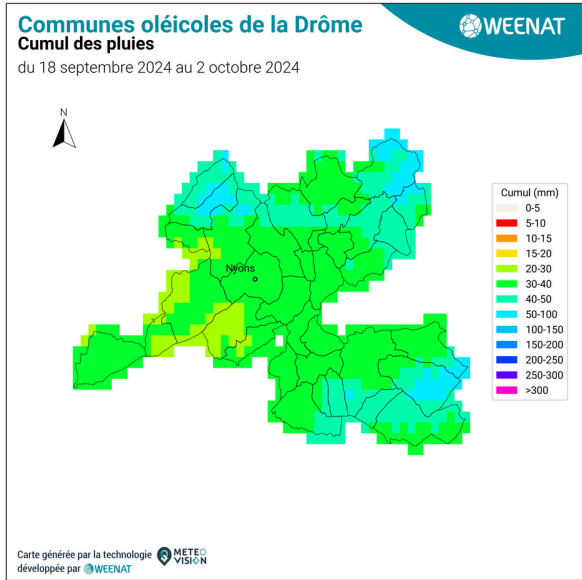 Communes oléicoles de la Drôme
WEENAT
Cumul des pluies
du 18 septembre 2024 au 2 octobre 2024
N
Nyons
Cumul (mm)
0-5
5-10
10-15
15-20
20-30
30-40
40-50
50-100
100-150
150-200
200-250
250-300
>300
Carte générée par la technologie METEO
VISION
développée par WEENAT